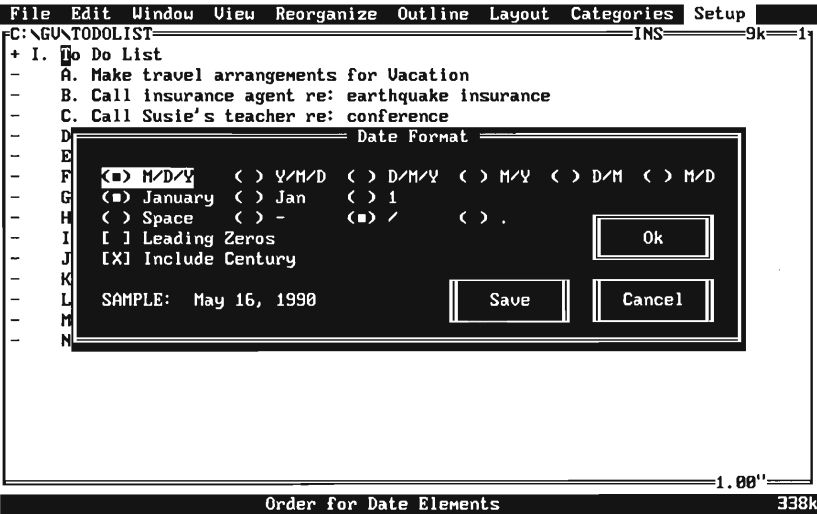 File Edit Window View Reorganize Outline Layout Categories Setup
C:\GV\TODOLIST INS 9k 1
+ I. To Do List
- A. Make travel arrangements for Vacation
- B. Call insurance agent re: earthquake insurance
- C. Call Susie's teacher re: conference
- D Date Format
- E
- F (■) M/D/Y ( ) Y/M/D ( ) D/M/Y ( ) M/Y ( ) D/M ( ) M/D
- G (■) January ( ) Jan ( ) 1
- H ( ) Space ( ) - (■) / ( ) .
- I [ ] Leading Zeros Ok
- J [X] Include Century
- K
- L SAMPLE: May 16, 1990 Save Cancel
- M
- N
1.00"
Order for Date Elements 338k